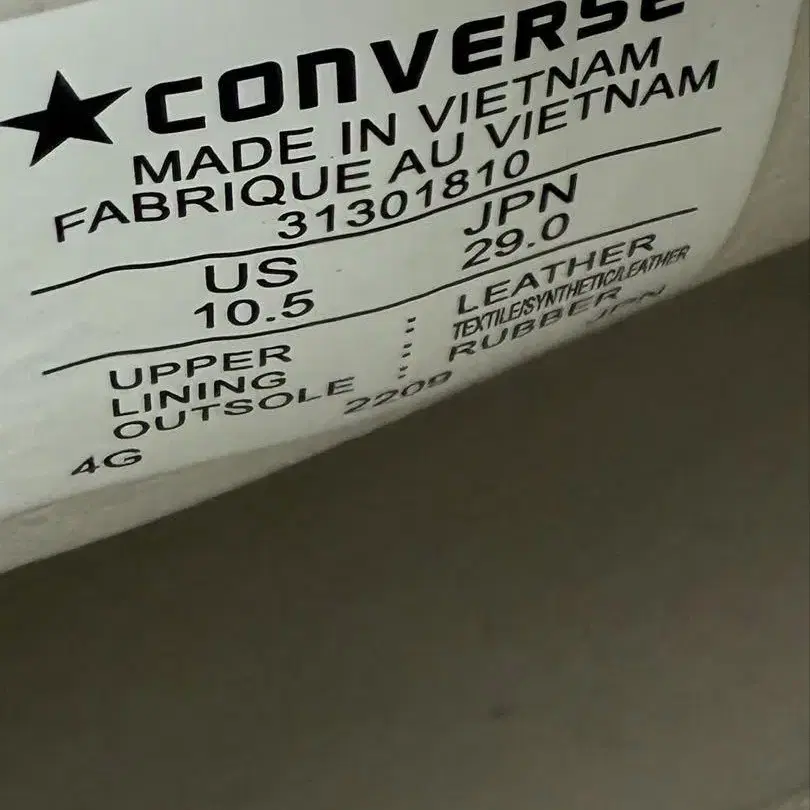 CONVERSE
MADE IN VIETNAM
FABRIQUE AU VIETNAM
31301810
US JPN
10.5 29.0
UPPER : LEATHER
LINING : TEXTILE/SYNTHETIC/LEATHER
OUTSOLE : RUBBER
4G 2209 JPN